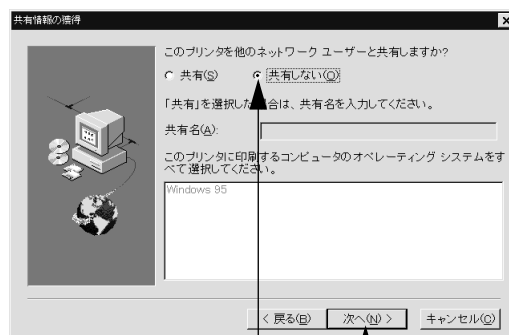 共有情報の獲得
このプリンタを他のネットワーク ユーザーと共有しますか?
共有(S) 共有しない(O)
「共有」を選択した場合は、共有名を入力してください。
共有名(A):
このプリンタに印刷するコンピュータのオペレーティング システムをす
べて選択してください。
Windows 95
< 戻る(B) 次へ(N) > キャンセル(C)